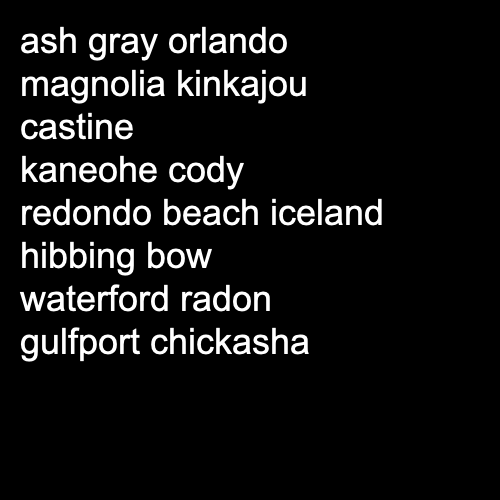 ash gray orlando
magnolia kinkajou
castine
kaneohe cody
redondo beach iceland
hibbing bow
waterford radon
gulfport chickasha